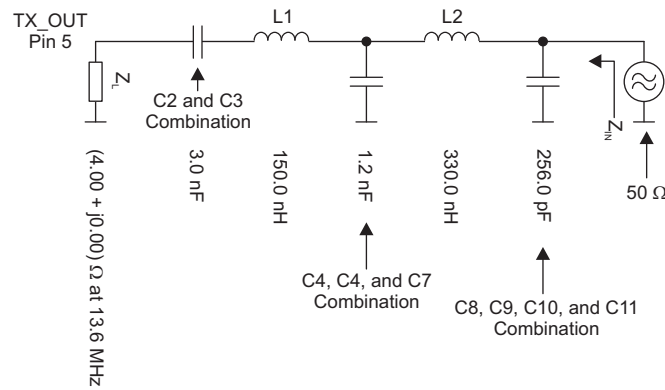 TX_OUT
Pin 5
L1
L2
Z_L
C2 and C3
Combination
Z_IN
50 Ω
(4.00 + j0.00) Ω at 13.6 MHz
3.0 nF
150.0 nH
1.2 nF
330.0 nH
256.0 pF
C4, C4, and C7
Combination
C8, C9, C10, and C11
Combination